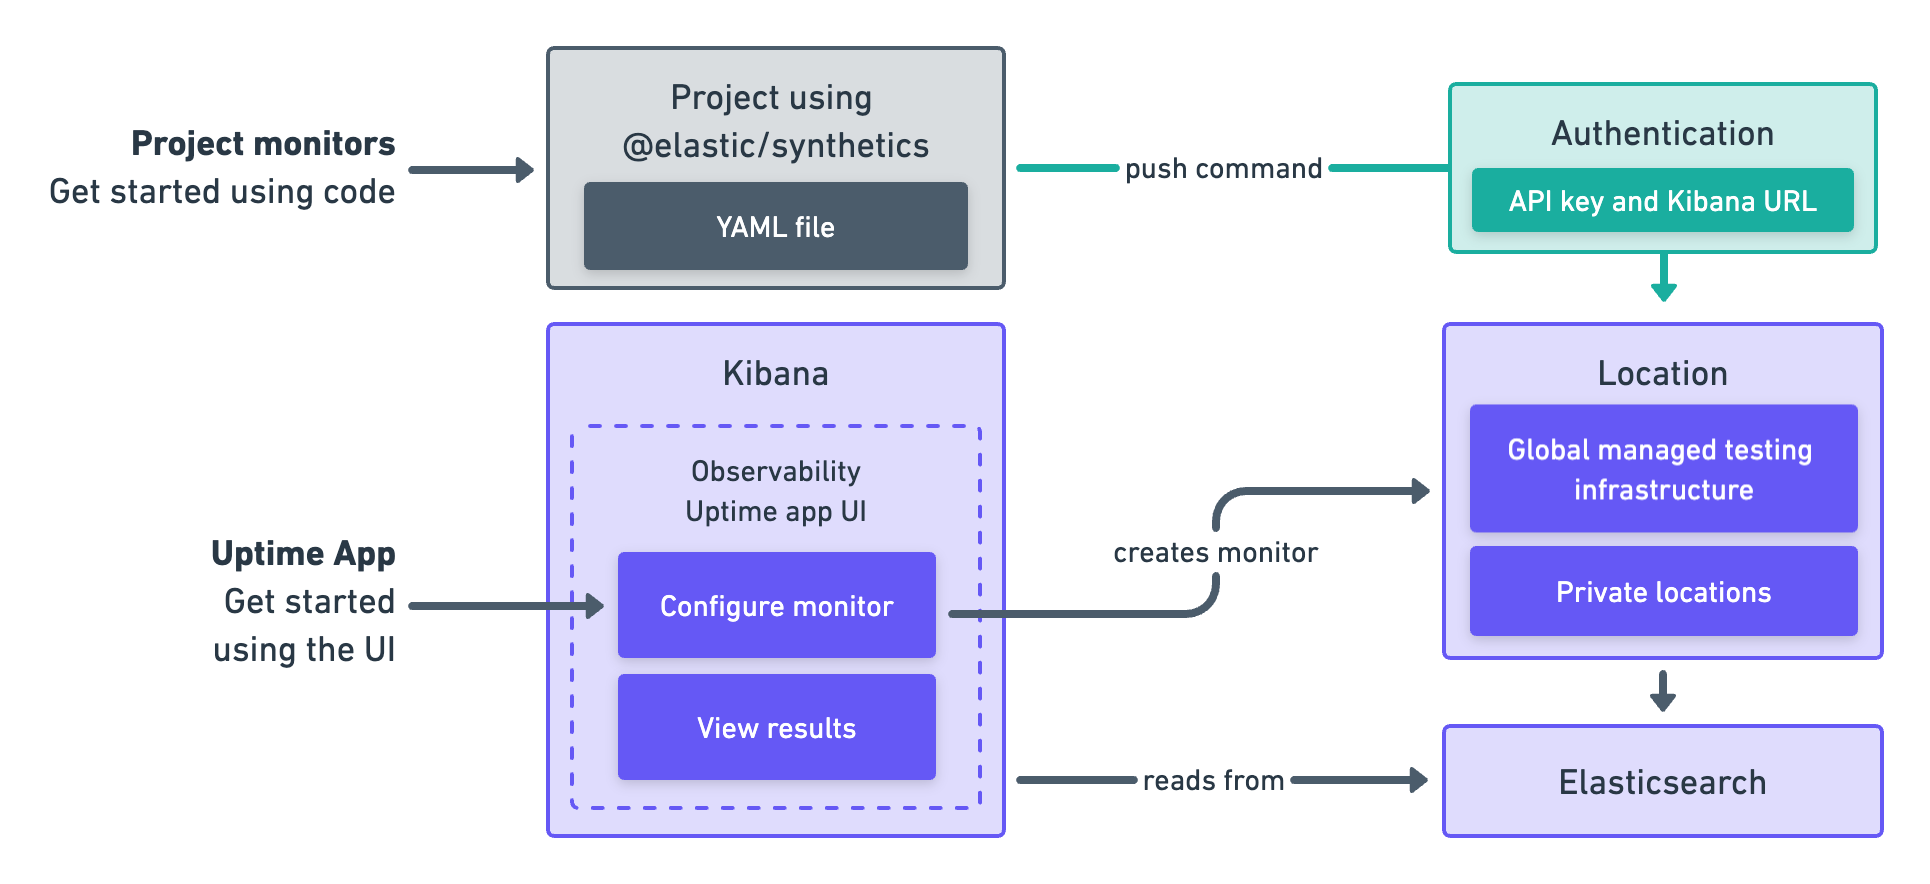 Project monitors
Get started using code
Project using
@elastic/synthetics
YAML file
push command
Authentication
API key and Kibana URL
Uptime App
Get started
using the UI
Kibana
Observability
Uptime app UI
Configure monitor
View results
creates monitor
reads from
Location
Global managed testing
infrastructure
Private locations
Elasticsearch